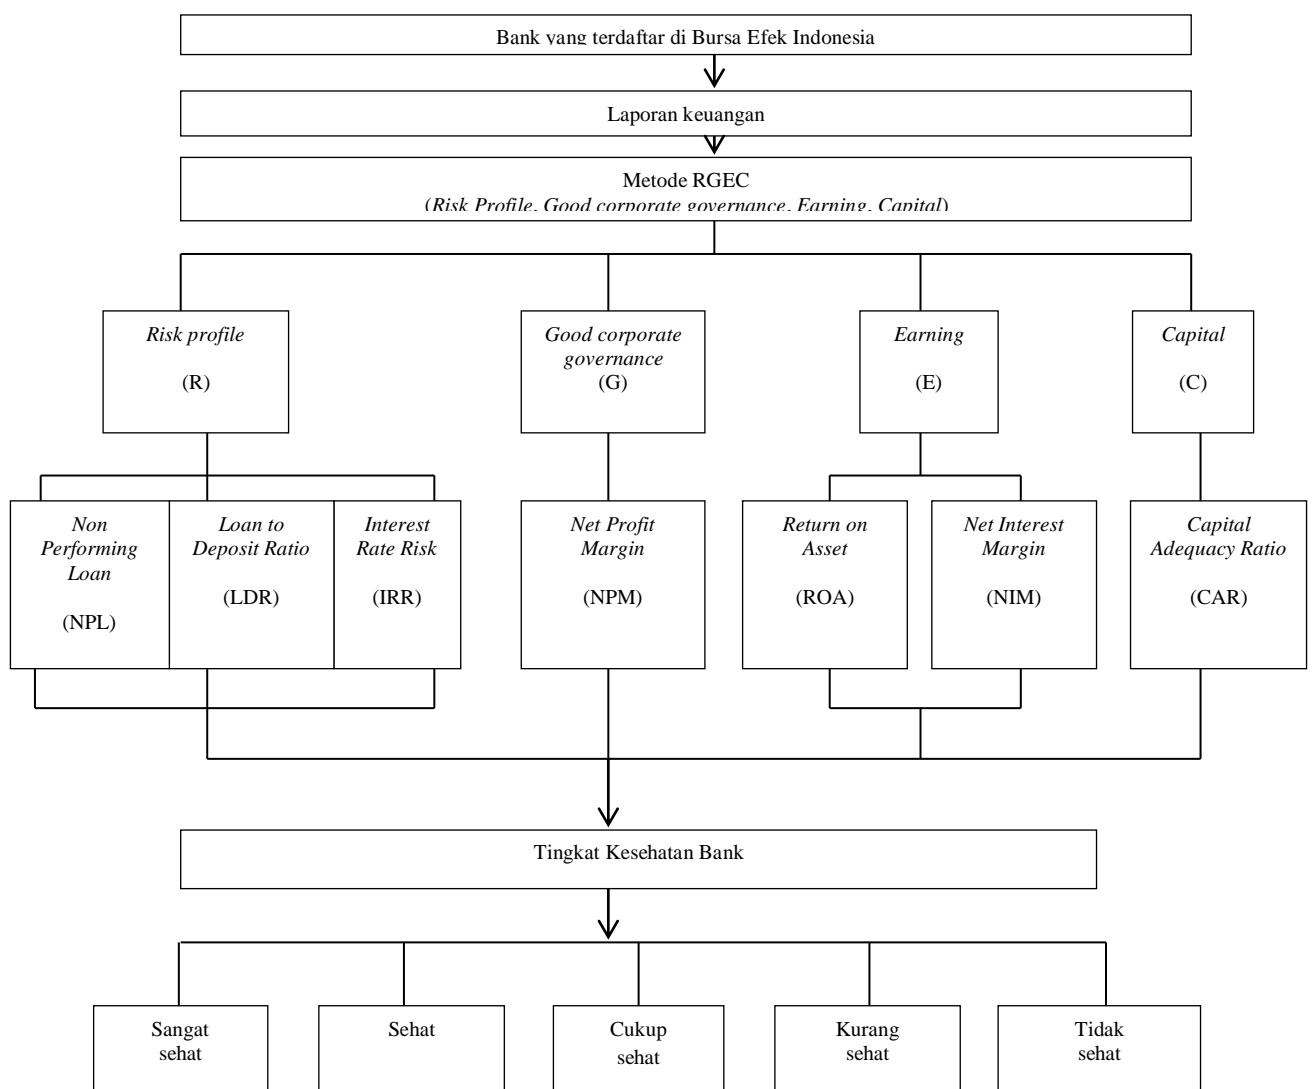 Bank yang terdaftar di Bursa Efek Indonesia
Laporan keuangan
Metode RGEC
(Risk Profile, Good corporate governance, Earning, Capital)
Risk profile
(R)
Good corporate
governance
(G)
Earning
(E)
Capital
(C)
Non
Performing
Loan
(NPL)
Loan to
Deposit Ratio
(LDR)
Interest
Rate Risk
(IRR)
Net Profit
Margin
(NPM)
Return on
Asset
(ROA)
Net Interest
Margin
(NIM)
Capital
Adequacy Ratio
(CAR)
Tingkat Kesehatan Bank
Sangat
sehat
Sehat
Cukup
sehat
Kurang
sehat
Tidak
sehat